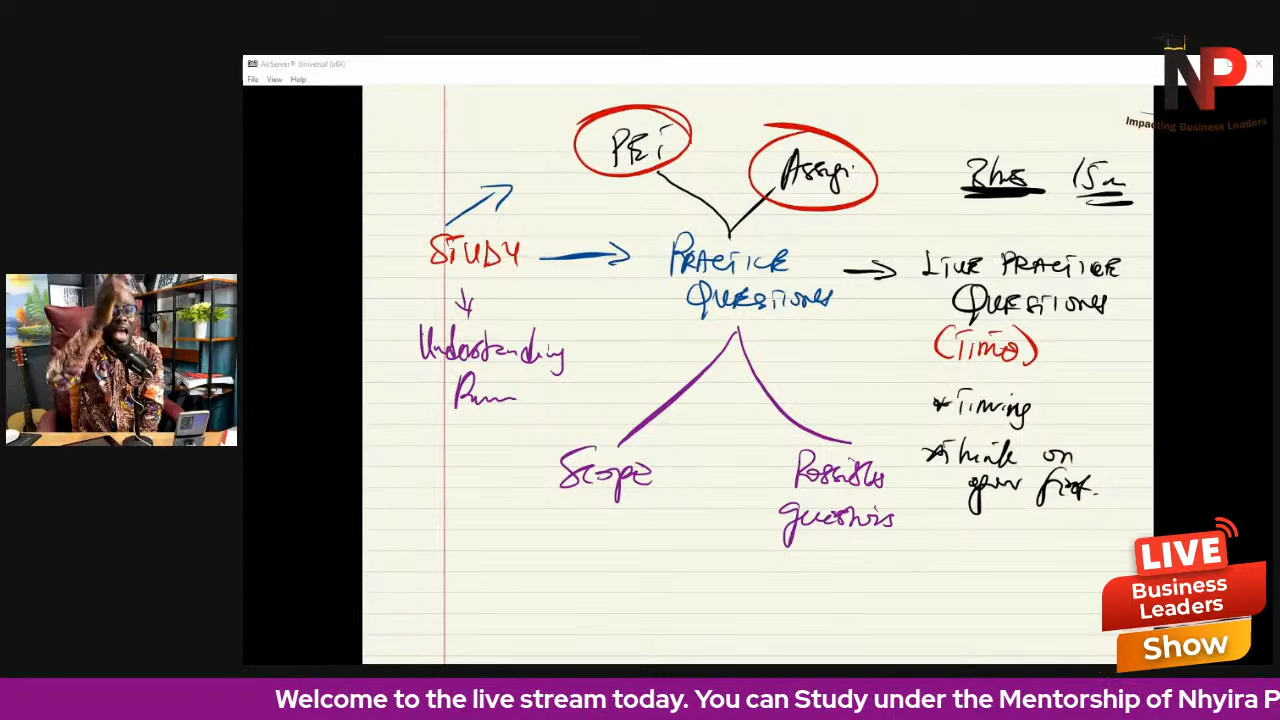 AirServer® Universal (x64)
File View Help
NP
Impacting Business Leaders
PEI
Assgi.
3hrs 15m
STUDY
PRACTICE
QUESTIONS
LIVE PRACTICE
QUESTIONS
(Time)
Understanding
* Timing
* Think on
your feet.
Scope
Possible
questions
LIVE
Business
Leaders
Show
Welcome to the live stream today. You can Study under the Mentorship of Nhyira P